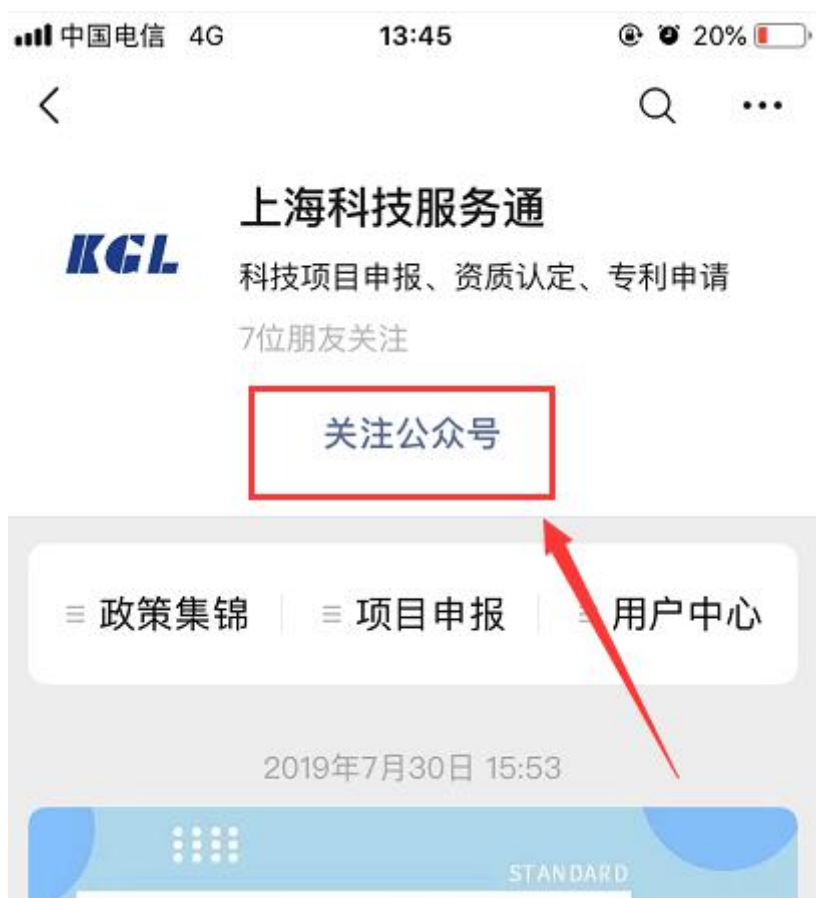 中国电信 4G 13:45 20%
上海科技服务通
KGL
科技项目申报、资质认定、专利申请
7位朋友关注
关注公众号
政策集锦 项目申报 用户中心
2019年7月30日 15:53
STANDARD